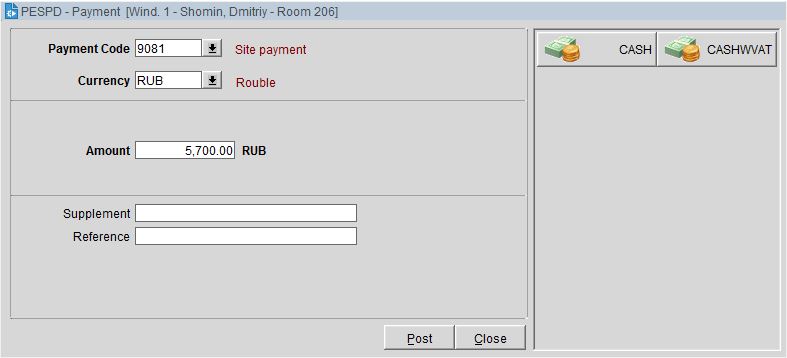 PESPD - Payment [Wind. 1 - Shomin, Dmitriy - Room 206]
Payment Code 9081 Site payment
Currency RUB Rouble
Amount 5,700.00 RUB
Supplement
Reference
Post Close
CASH CASHWVAT